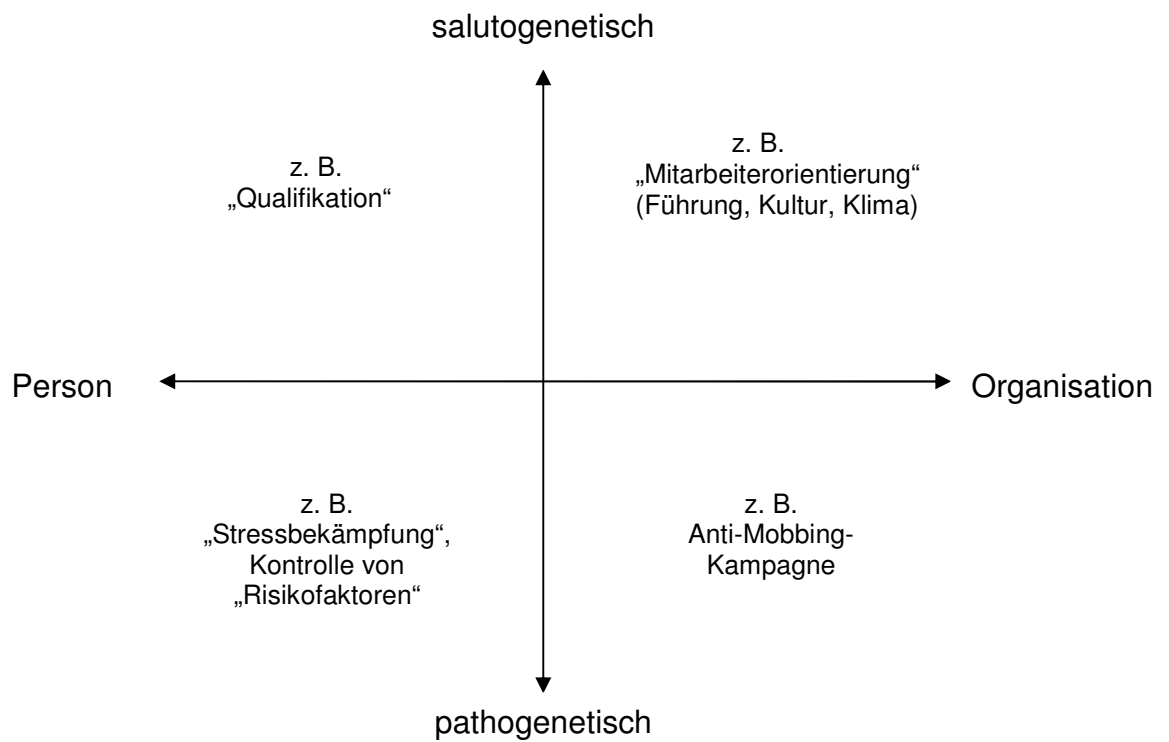 salutogenetisch
z. B.
„Qualifikation“
z. B.
„Mitarbeiterorientierung“
(Führung, Kultur, Klima)
Person
Organisation
z. B.
„Stressbekämpfung“,
Kontrolle von
„Risikofaktoren“
z. B.
Anti-Mobbing-
Kampagne
pathogenetisch